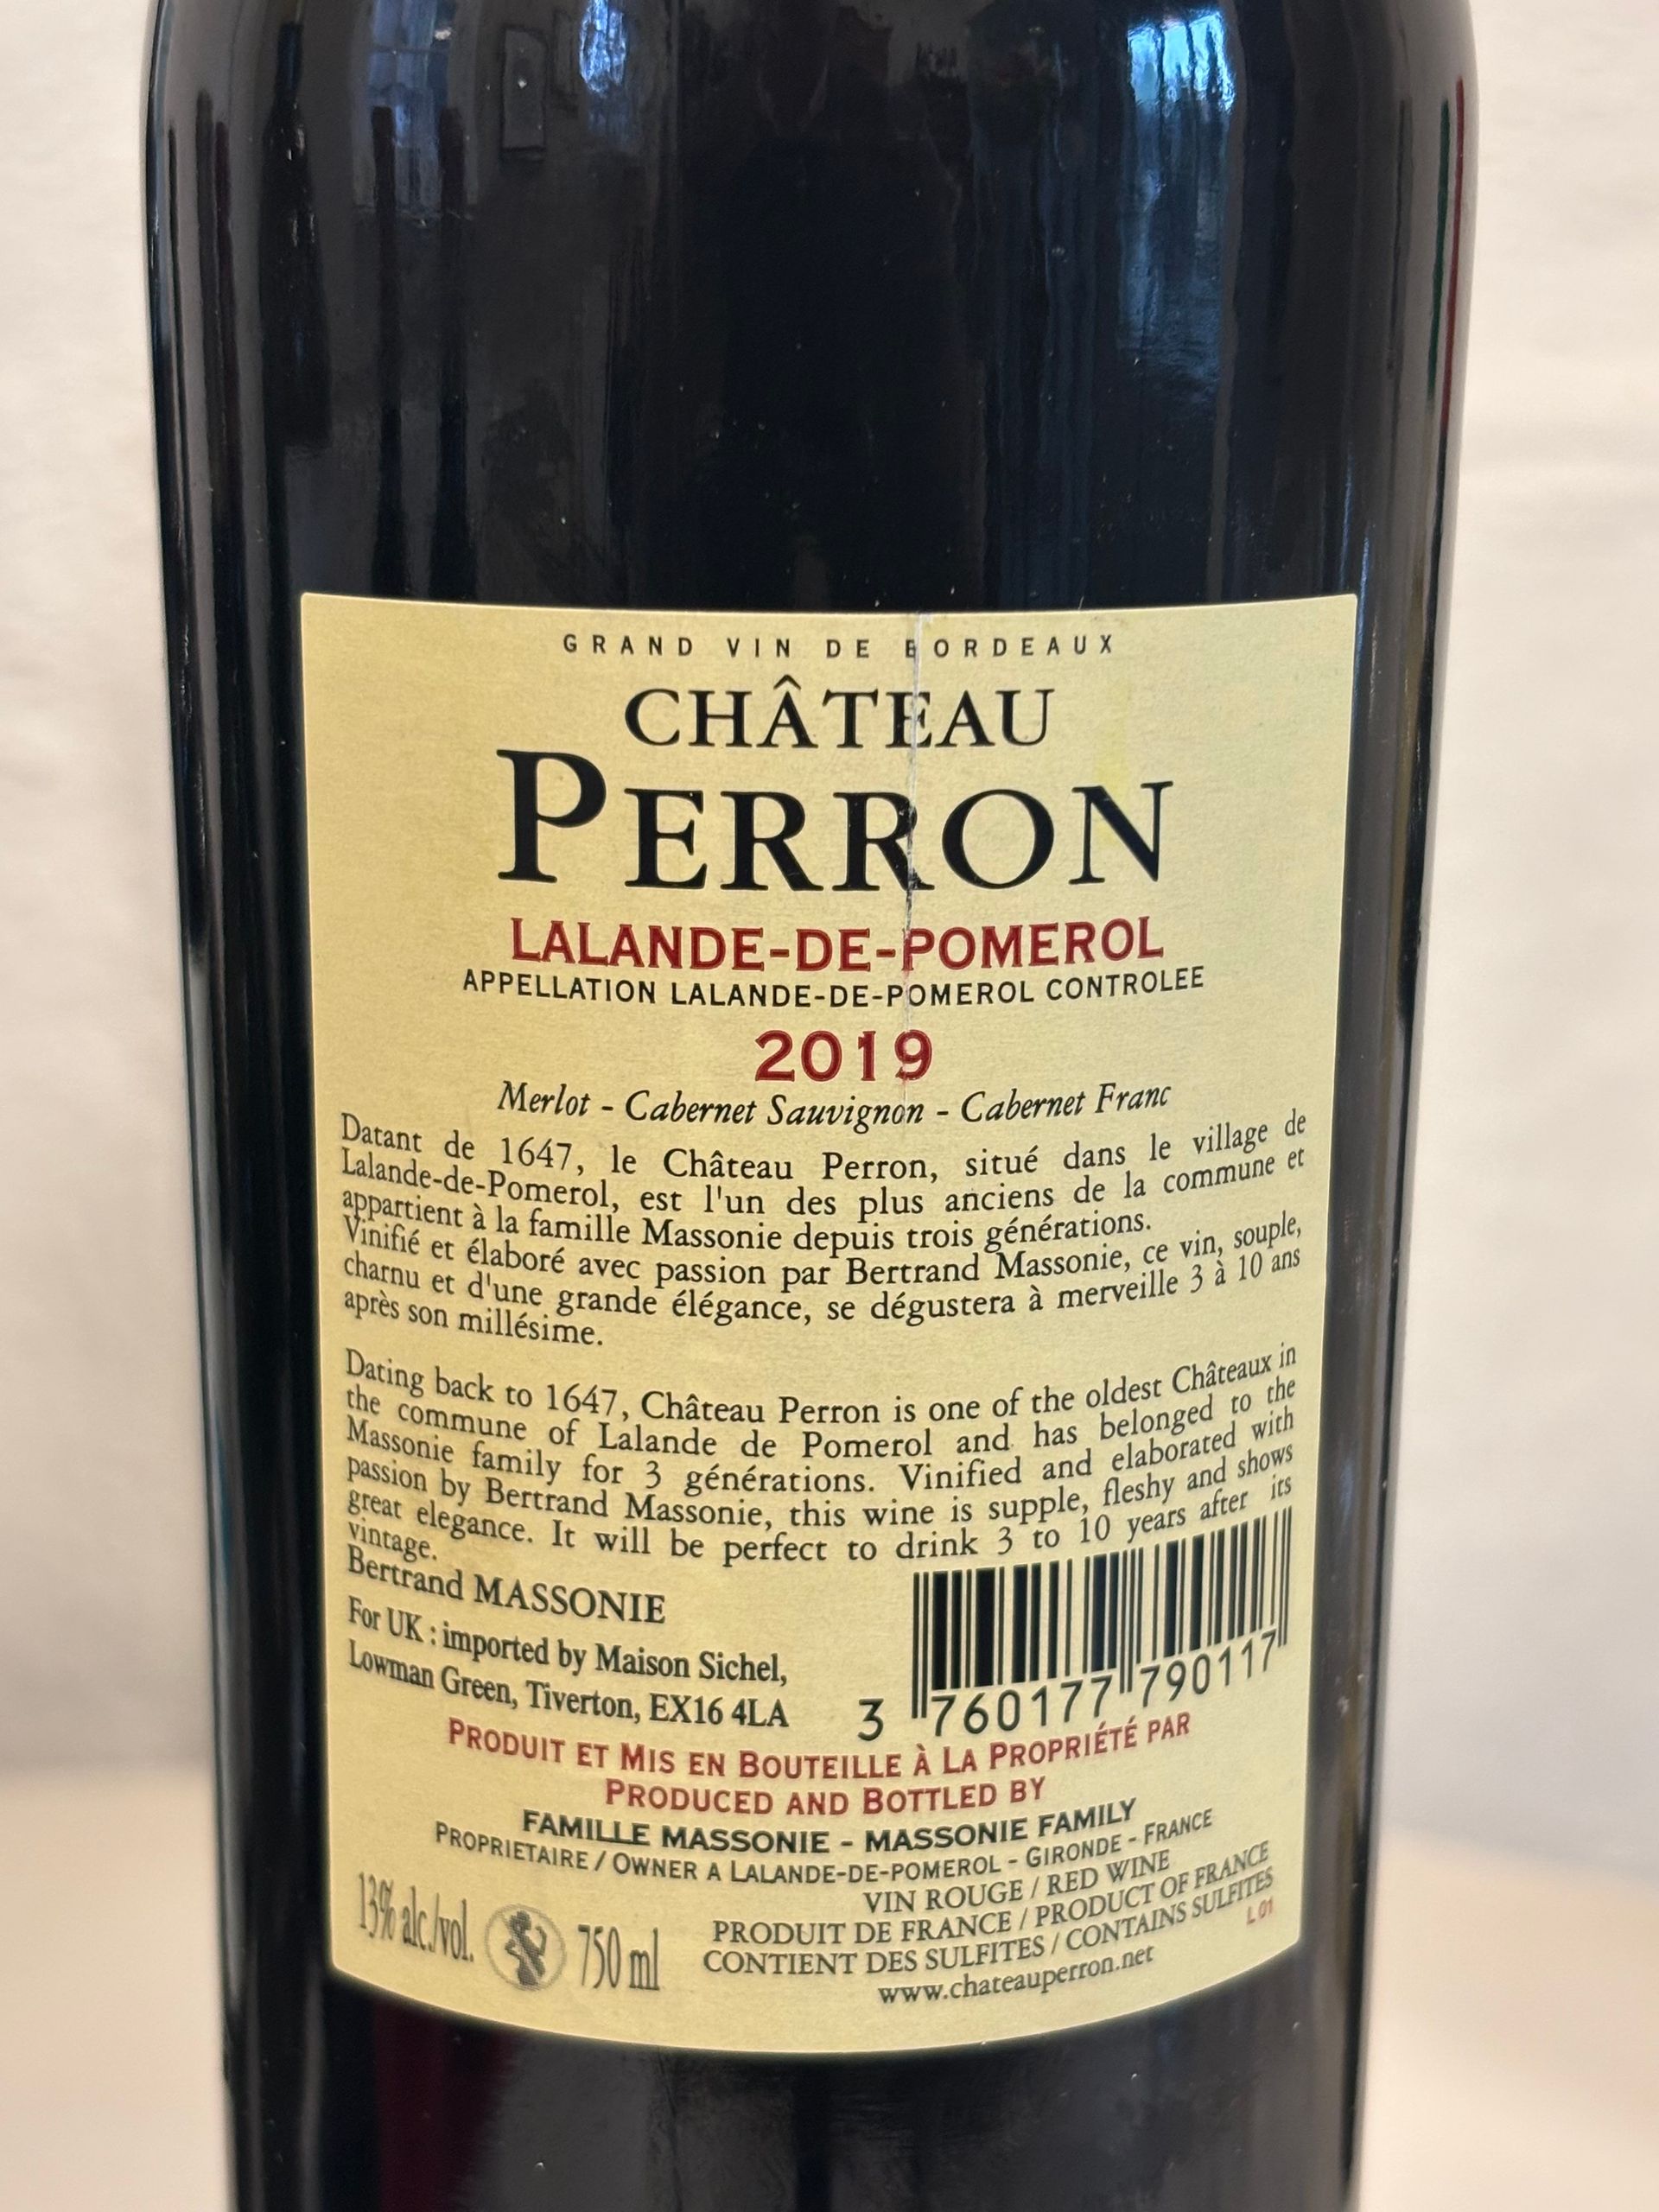 GRAND VIN DE BORDEAUX
CHÂTEAU
PERRON
LALANDE-DE-POMEROL
APPELLATION LALANDE-DE-POMEROL CONTROLEE
2019
Merlot - Cabernet Sauvignon - Cabernet Franc
Datant de 1647, le Château Perron, situé dans le village de
Lalande-de-Pomerol, est l'un des plus anciens de la commune et
appartient à la famille Massonie depuis trois générations.
Vinifié et élaboré avec passion par Bertrand Massonie, ce vin, souple,
charnu et d'une grande élégance, se dégustera à merveille 3 à 10 ans
après son millésime.
Dating back to 1647, Château Perron is one of the oldest Châteaux in
the commune of Lalande de Pomerol and has belonged to the
Massonie family for 3 générations. Vinified and elaborated with
passion by Bertrand Massonie, this wine is supple, fleshy and shows
great elegance. It will be perfect to drink 3 to 10 years after its
vintage.
Bertrand MASSONIE
For UK : imported by Maison Sichel,
Lowman Green, Tiverton, EX16 4LA
3 760177 790117
PRODUIT ET MIS EN BOUTEILLE À LA PROPRIÉTÉ PAR
PRODUCED AND BOTTLED BY
FAMILLE MASSONIE - MASSONIE FAMILY
PROPRIETAIRE / OWNER A LALANDE-DE-POMEROL - GIRONDE - FRANCE
VIN ROUGE / RED WINE
PRODUIT DE FRANCE / PRODUCT OF FRANCE
CONTIENT DES SULFITES / CONTAINS SULFITES
L 01
13% alc./vol. 750 ml
www.chateauperron.net